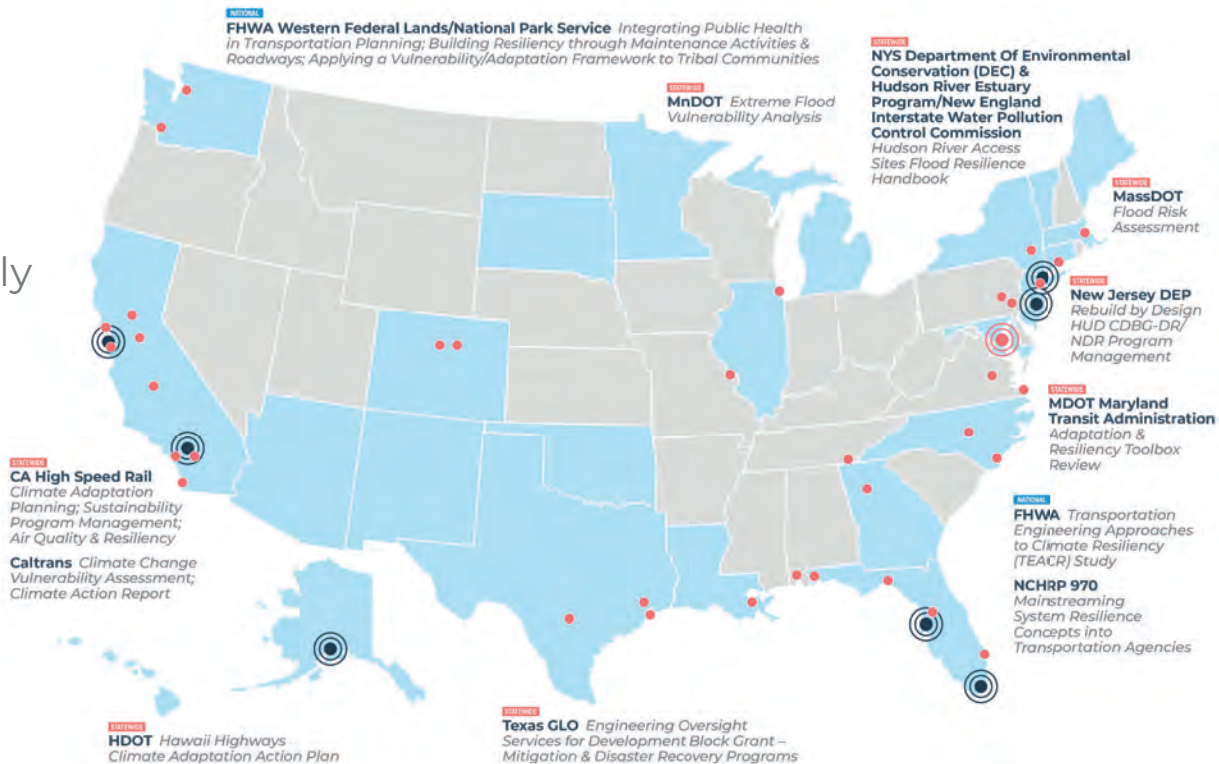 NATIONAL
FHWA Western Federal Lands/National Park Service Integrating Public Health
in Transportation Planning; Building Resiliency through Maintenance Activities &
Roadways; Applying a Vulnerability/Adaptation Framework to Tribal Communities
STATEWIDE
MnDOT Extreme Flood
Vulnerability Analysis
STATEWIDE
NYS Department Of Environmental
Conservation (DEC) &
Hudson River Estuary
Program/New England
Interstate Water Pollution
Control Commission
Hudson River Access
Sites Flood Resilience
Handbook
STATEWIDE
MassDOT
Flood Risk
Assessment
ly
STATEWIDE
New Jersey DEP
Rebuild by Design
HUD CDBG-DR/
NDR Program
Management
STATEWIDE
MDOT Maryland
Transit Administration
Adaptation &
Resiliency Toolbox
Review
STATEWIDE
CA High Speed Rail
Climate Adaptation
Planning; Sustainability
Program Management;
Air Quality & Resiliency
Caltrans Climate Change
Vulnerability Assessment;
Climate Action Report
NATIONAL
FHWA Transportation
Engineering Approaches
to Climate Resiliency
(TEACR) Study
NCHRP 970
Mainstreaming
System Resilience
Concepts into
Transportation Agencies
STATEWIDE
HDOT Hawaii Highways
Climate Adaptation Action Plan
STATEWIDE
Texas GLO Engineering Oversight
Services for Development Block Grant –
Mitigation & Disaster Recovery Programs